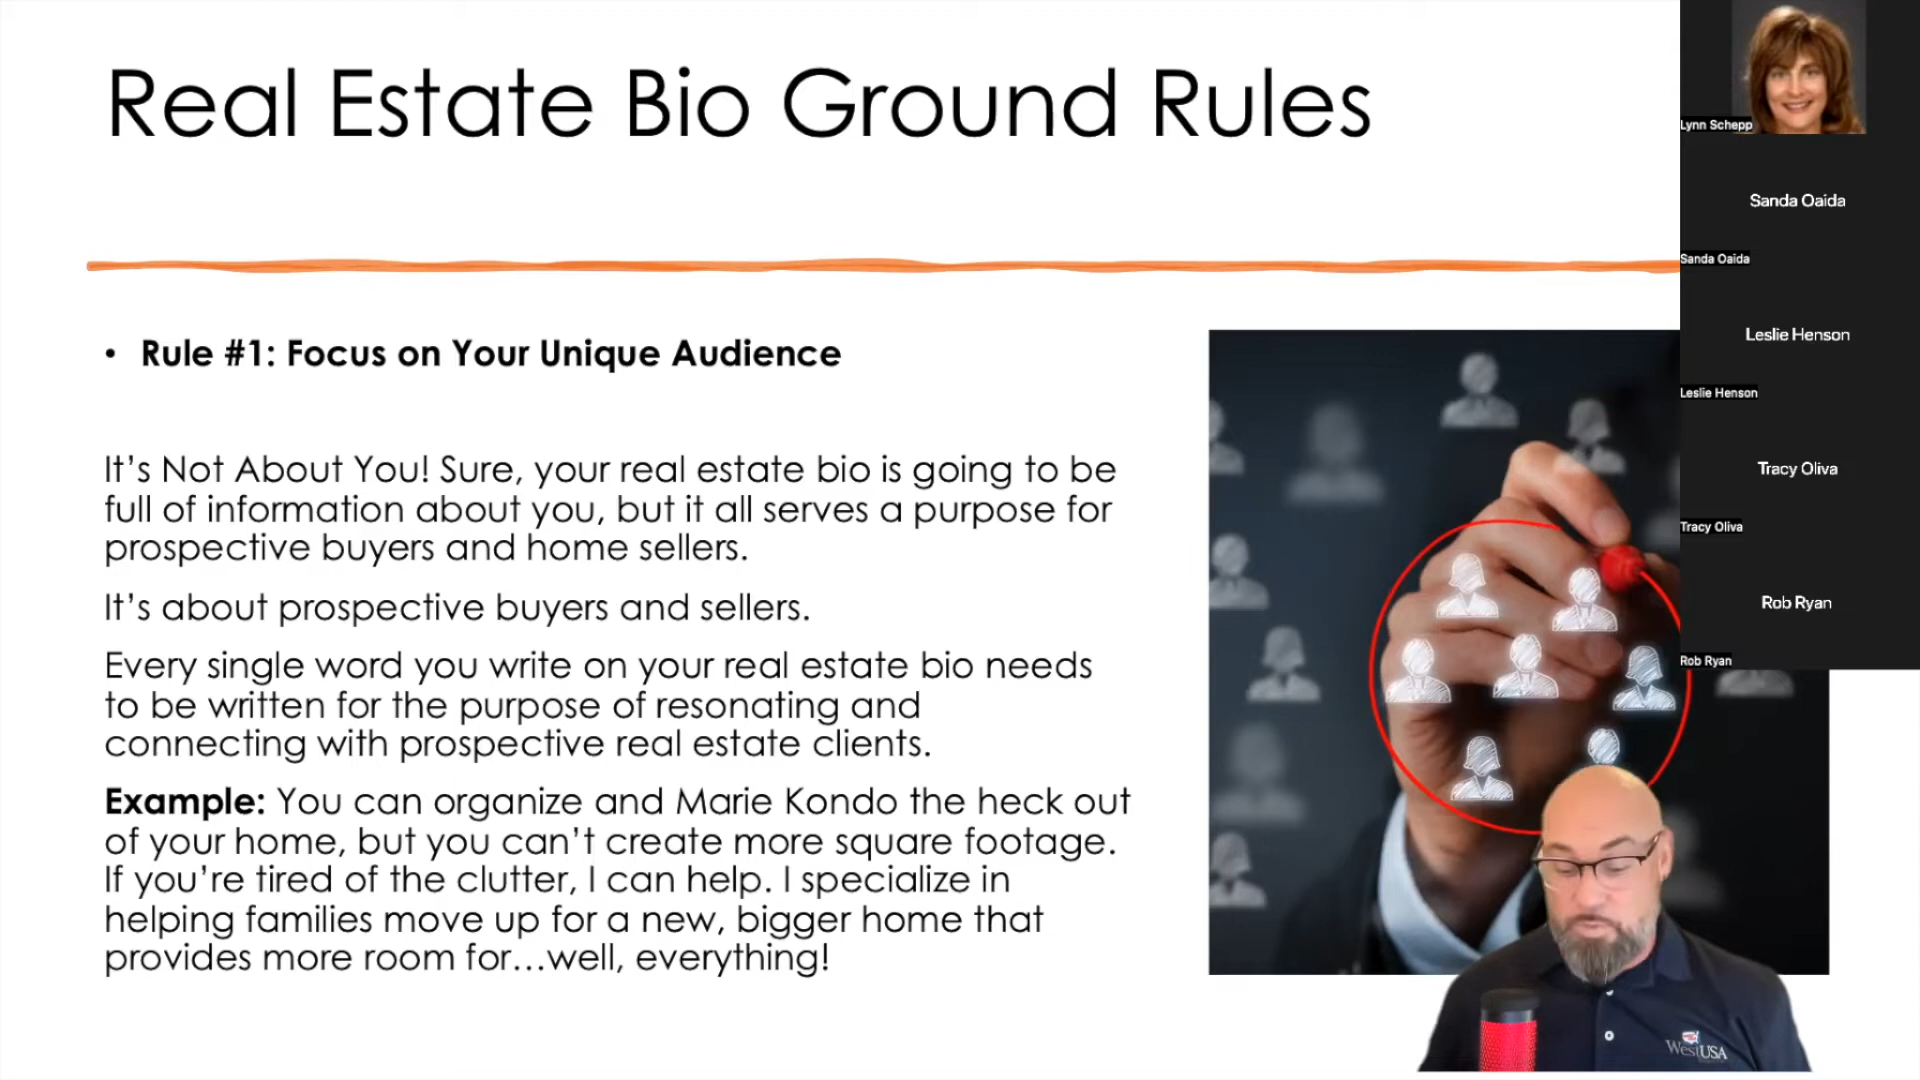 Real Estate Bio Ground Rules
• Rule #1: Focus on Your Unique Audience
It’s Not About You! Sure, your real estate bio is going to be
full of information about you, but it all serves a purpose for
prospective buyers and home sellers.
It’s about prospective buyers and sellers.
Every single word you write on your real estate bio needs
to be written for the purpose of resonating and
connecting with prospective real estate clients.
Example: You can organize and Marie Kondo the heck out
of your home, but you can’t create more square footage.
If you’re tired of the clutter, I can help. I specialize in
helping families move up for a new, bigger home that
provides more room for...well, everything!
Lynn Schepp
Sanda Oaida
Sanda Oaida
Leslie Henson
Leslie Henson
Tracy Oliva
Tracy Oliva
Rob Ryan
Rob Ryan
West USA